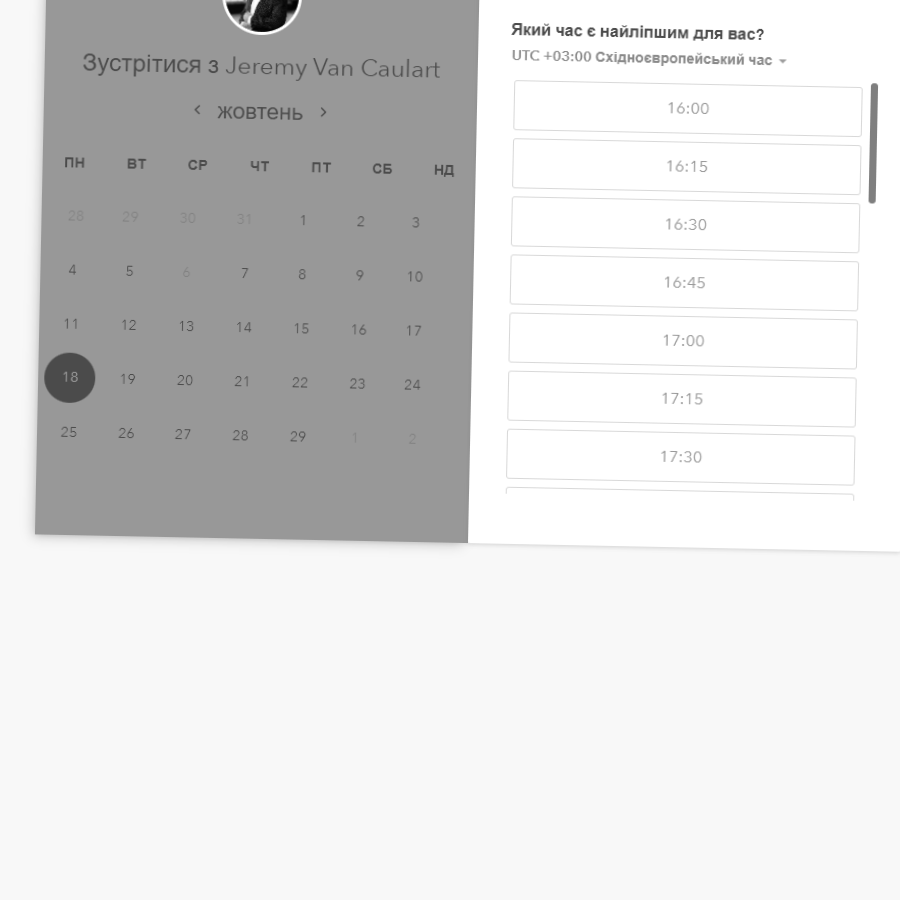 Зустрітися з Jeremy Van Caulart
жовтень
ПН ВТ СР ЧТ ПТ СБ НД
28 29 30 31 1 2 3
4 5 6 7 8 9 10
11 12 13 14 15 16 17
18 19 20 21 22 23 24
25 26 27 28 29 1 2
Який час є найліпшим для вас?
UTC +03:00 Східноєвропейський час
16:00
16:15
16:30
16:45
17:00
17:15
17:30